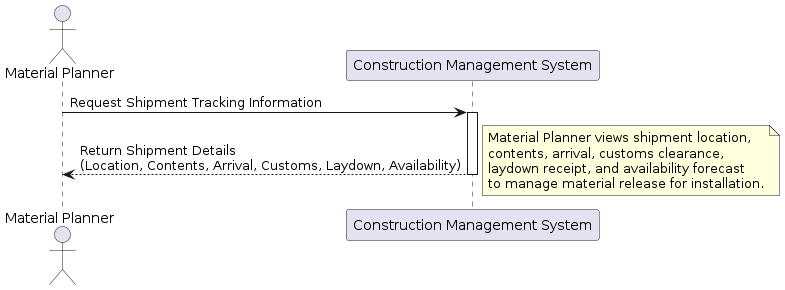 Material Planner
Construction Management System
Request Shipment Tracking Information
Material Planner views shipment location,
contents, arrival, customs clearance,
laydown receipt, and availability forecast
to manage material release for installation.
Return Shipment Details
(Location, Contents, Arrival, Customs, Laydown, Availability)
Material Planner
Construction Management System